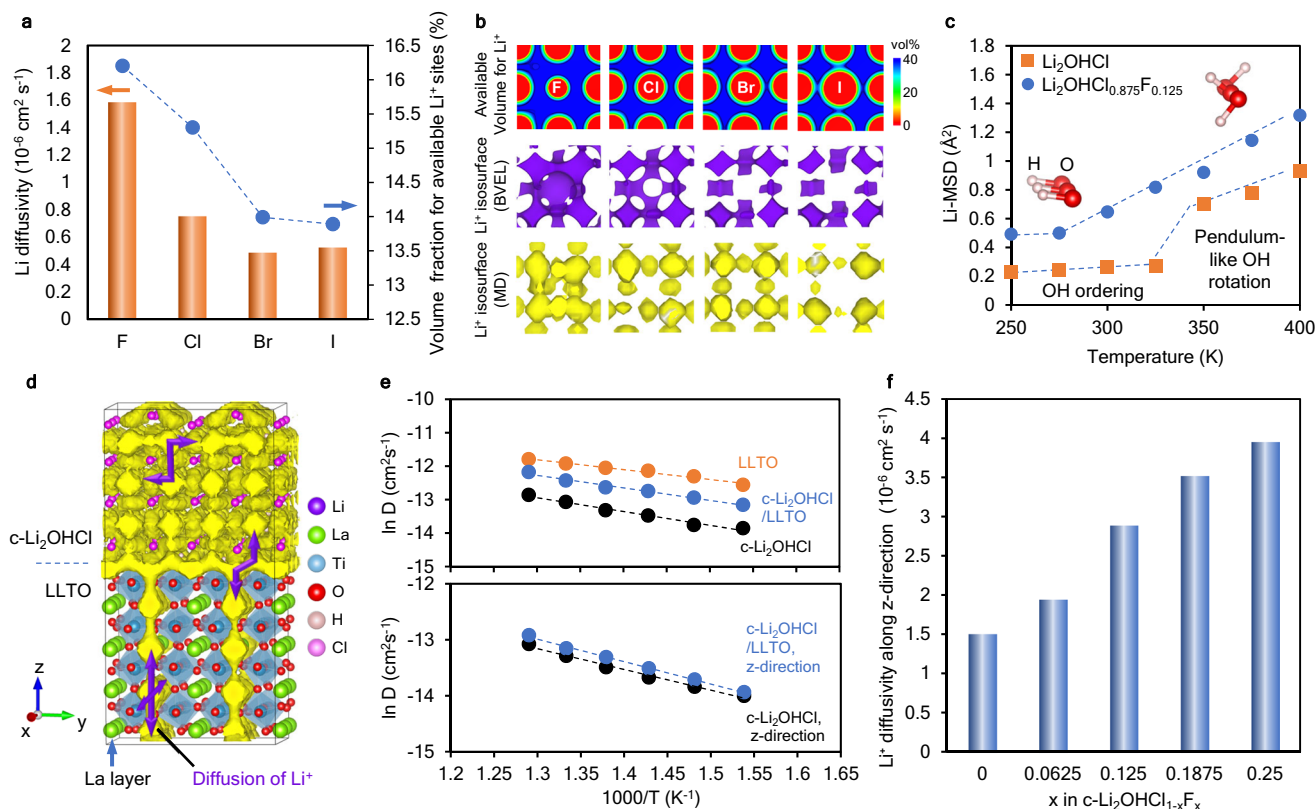 a
Li diffusivity (10⁻⁶ cm² s⁻¹)
2
1.8
1.6
1.4
1.2
1
0.8
0.6
0.4
0.2
0
F
Cl
Br
I
16.5
16
15.5
15
14.5
14
13.5
13
12.5
Volume fraction for available Li⁺ sites (%)
b
Available
Volume for Li⁺
F
Cl
Br
I
vol%
40
20
0
Li⁺ isosurface
(BVEL)
Li⁺ isosurface
(MD)
c
Li-MSD (Å²)
1.8
1.6
1.4
1.2
1
0.8
0.6
0.4
0.2
0
Li₂OHCl
Li₂OHCl₀.₈₇₅F₀.₁₂₅
H
O
OH ordering
Pendulum-
like OH
rotation
250
300
350
400
Temperature (K)
d
c-Li₂OHCl
LLTO
Li
La
Ti
O
H
Cl
z
x
y
La layer
Diffusion of Li⁺
e
ln D (cm²s⁻¹)
-10
-11
-12
-13
-14
-15
LLTO
c-Li₂OHCl
/LLTO
c-Li₂OHCl
ln D (cm²s⁻¹)
-12
-13
-14
-15
c-Li₂OHCl
/LLTO,
z-direction
c-Li₂OHCl,
z-direction
1.2
1.25
1.3
1.35
1.4
1.45
1.5
1.55
1.6
1.65
1000/T (K⁻¹)
f
Li⁺ diffusivity along z-direction (10⁻⁶ cm² s⁻¹)
4.5
4
3.5
3
2.5
2
1.5
1
0.5
0
0
0.0625
0.125
0.1875
0.25
x in c-Li₂OHCl₁₋ₓFₓ